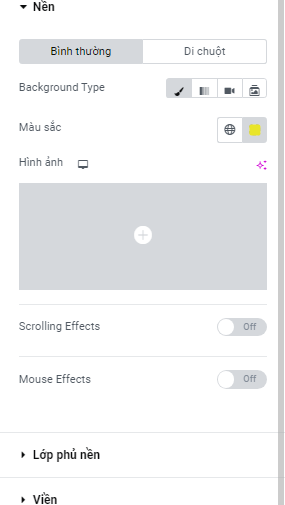 Nền
Bình thường
Di chuột
Background Type
Màu sắc
Hình ảnh
Scrolling Effects
Off
Mouse Effects
Off
Lớp phủ nền
Viền